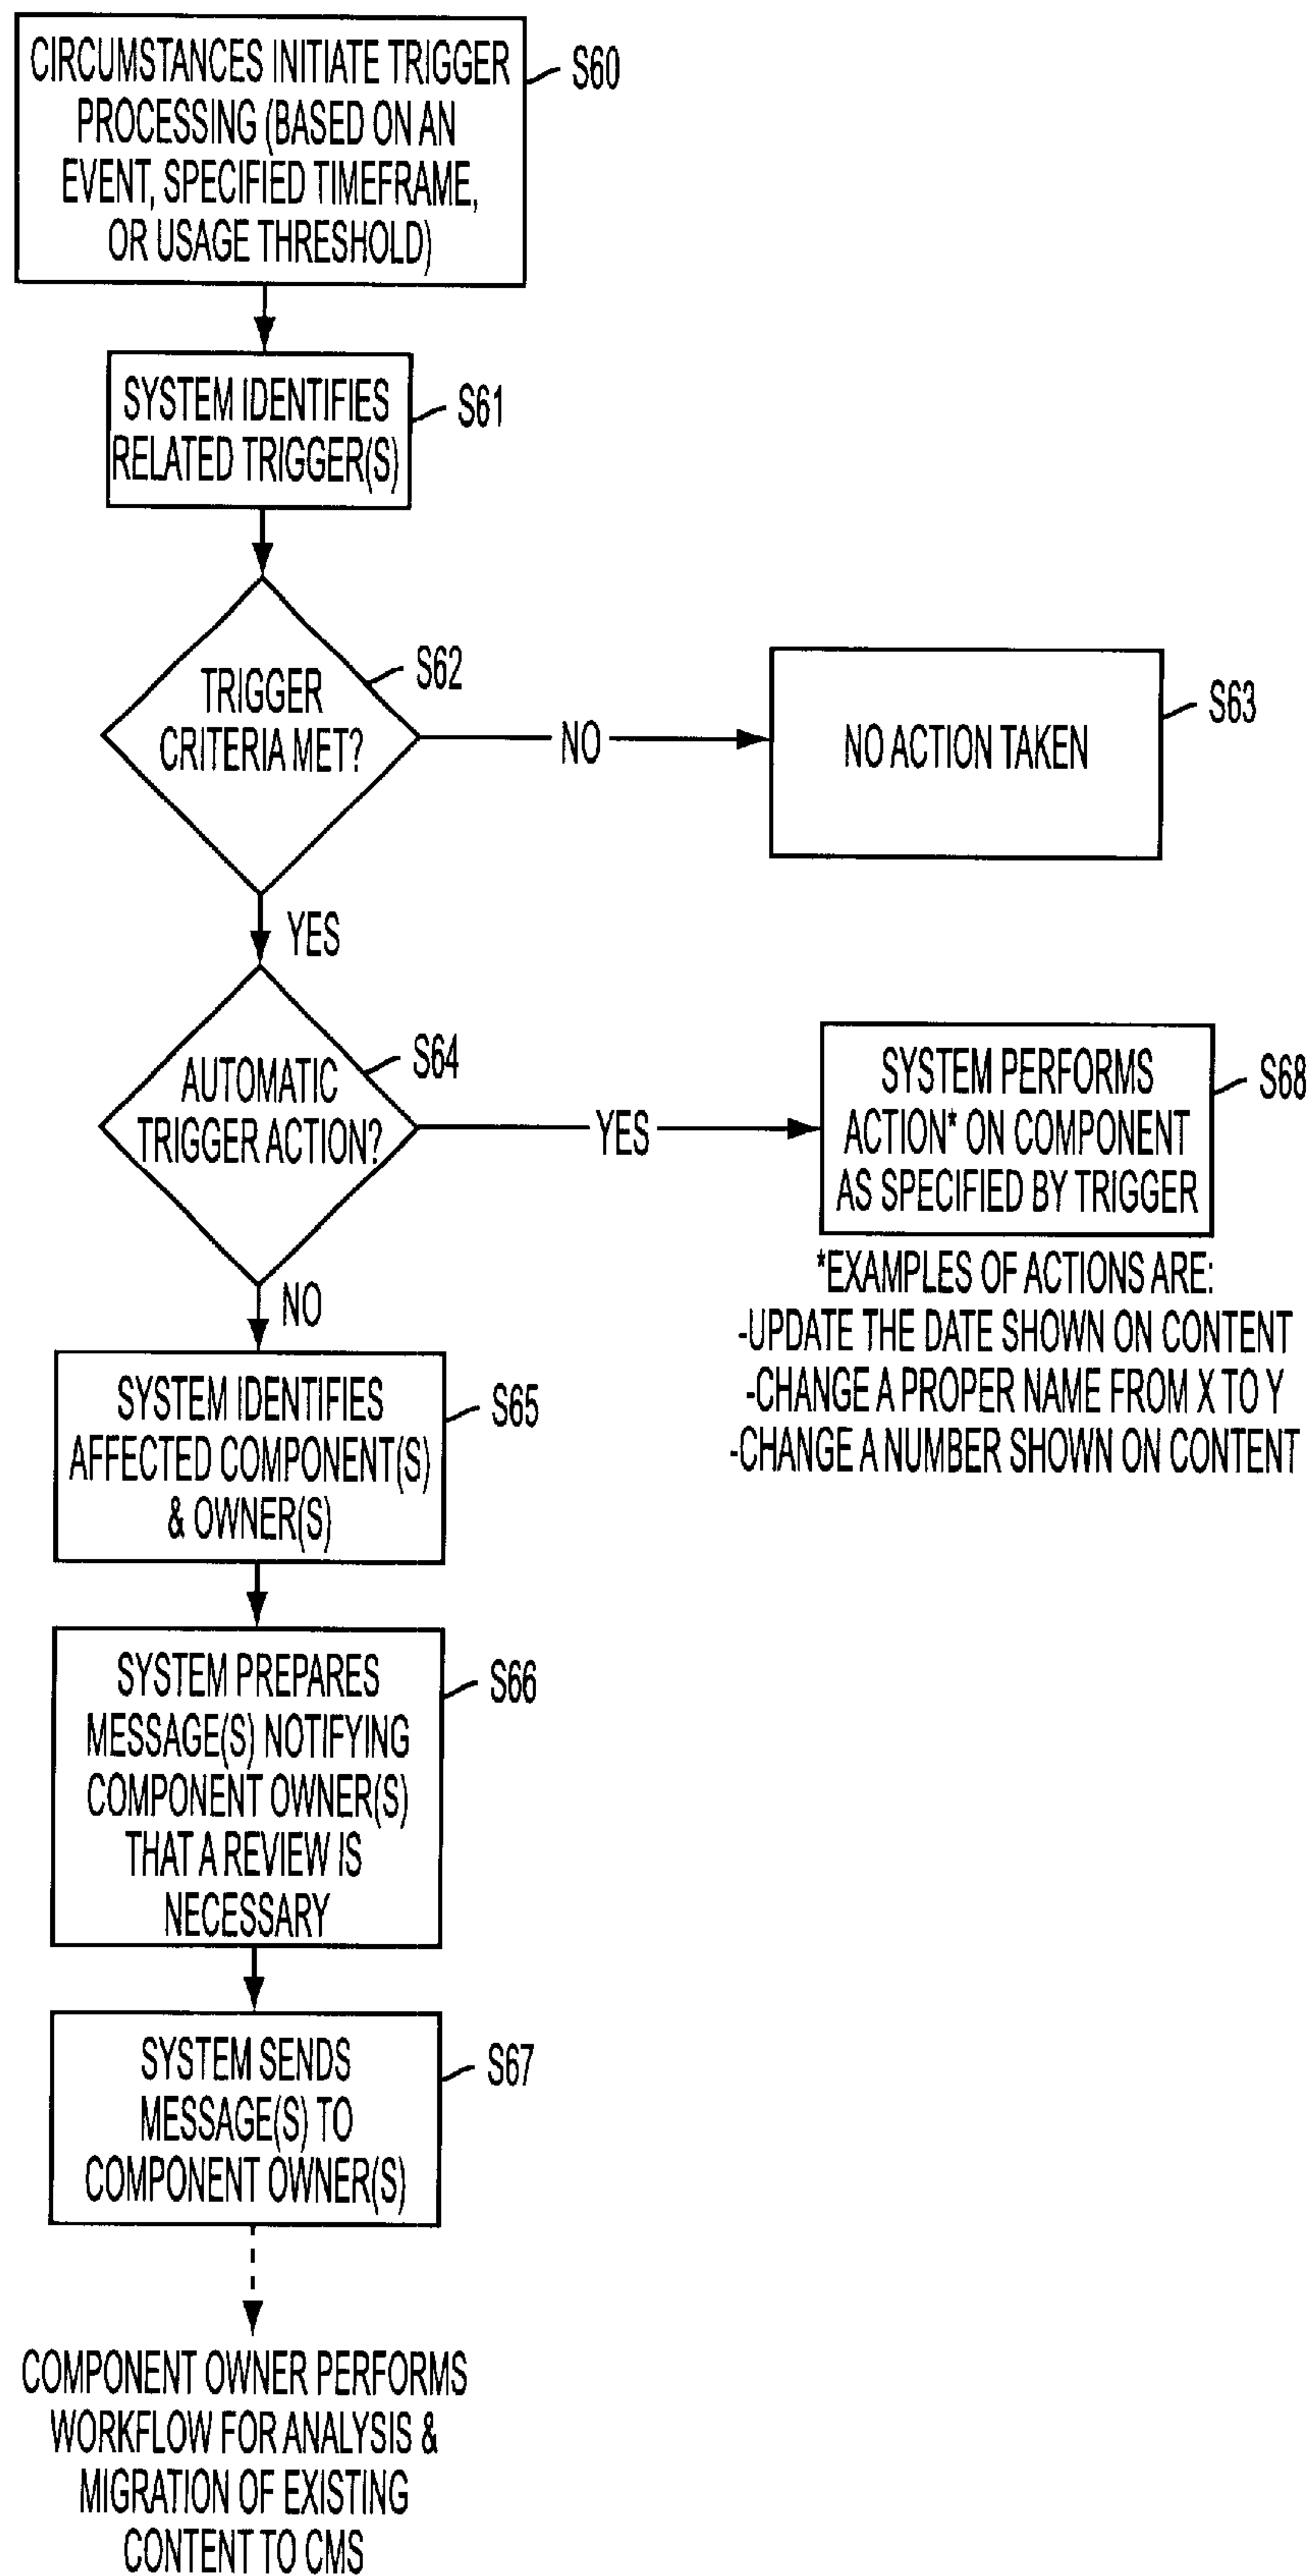 CIRCUMSTANCES INITIATE TRIGGER
PROCESSING (BASED ON AN
EVENT, SPECIFIED TIMEFRAME,
OR USAGE THRESHOLD)
S60
SYSTEM IDENTIFIES
RELATED TRIGGER(S)
S61
TRIGGER
CRITERIA MET?
S62
NO
NO ACTION TAKEN
S63
YES
AUTOMATIC
TRIGGER ACTION?
S64
YES
SYSTEM PERFORMS
ACTION* ON COMPONENT
AS SPECIFIED BY TRIGGER
S68
*EXAMPLES OF ACTIONS ARE:
-UPDATE THE DATE SHOWN ON CONTENT
-CHANGE A PROPER NAME FROM X TO Y
-CHANGE A NUMBER SHOWN ON CONTENT
NO
SYSTEM IDENTIFIES
AFFECTED COMPONENT(S)
& OWNER(S)
S65
SYSTEM PREPARES
MESSAGE(S) NOTIFYING
COMPONENT OWNER(S)
THAT A REVIEW IS
NECESSARY
S66
SYSTEM SENDS
MESSAGE(S) TO
COMPONENT OWNER(S)
S67
COMPONENT OWNER PERFORMS
WORKFLOW FOR ANALYSIS &
MIGRATION OF EXISTING
CONTENT TO CMS